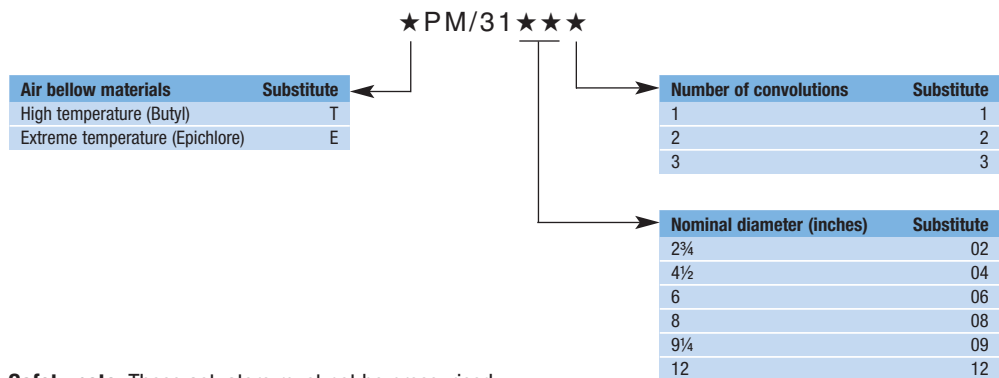 ★PM/31★★★
Air bellow materials Substitute
High temperature (Butyl) T
Extreme temperature (Epichlore) E
Number of convolutions Substitute
1 1
2 2
3 3
Nominal diameter (inches) Substitute
2¾ 02
4½ 04
6 06
8 08
9¼ 09
12 12